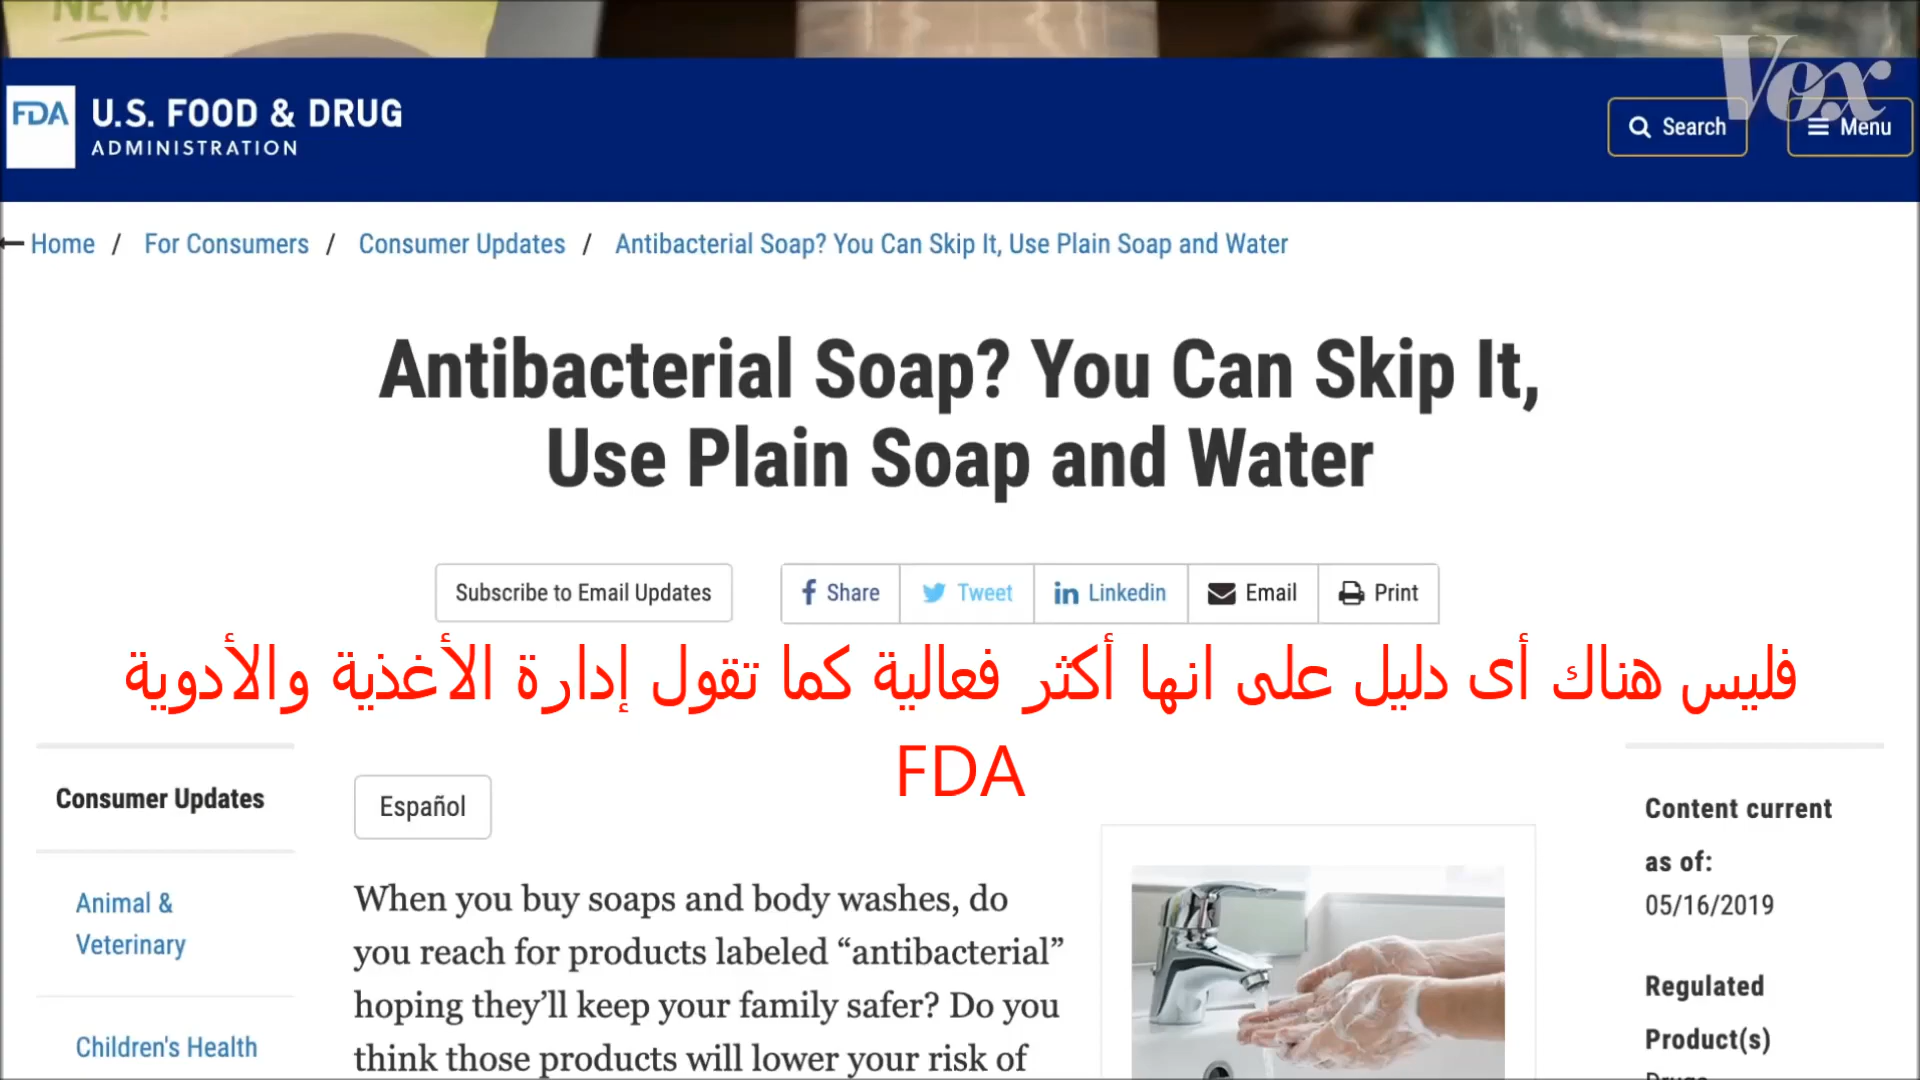 NEW!
Vox
FDA
U.S. FOOD & DRUG
ADMINISTRATION
Search
Menu
Home / For Consumers / Consumer Updates / Antibacterial Soap? You Can Skip It, Use Plain Soap and Water
Antibacterial Soap? You Can Skip It,
Use Plain Soap and Water
Subscribe to Email Updates
Share
Tweet
Linkedin
Email
Print
فليس هناك أى دليل على انها أكثر فعالية كما تقول إدارة الأغذية والأدوية
FDA
Consumer Updates
Animal &
Veterinary
Children's Health
Español
When you buy soaps and body washes, do
you reach for products labeled “antibacterial”
hoping they’ll keep your family safer? Do you
think those products will lower your risk of
Content current
as of:
05/16/2019
Regulated
Product(s)